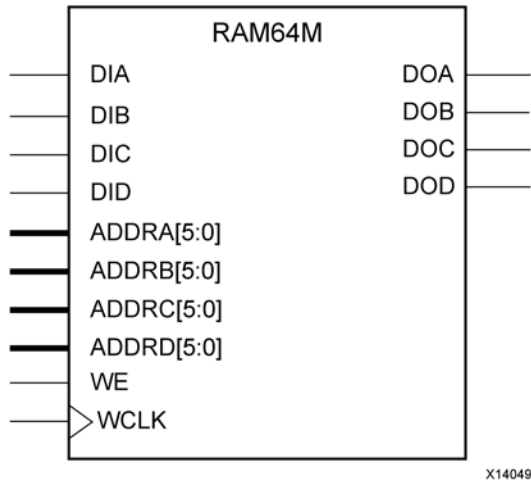 RAM64M
DIA
DOA
DIB
DOB
DIC
DOC
DID
DOD
ADDRA[5:0]
ADDRB[5:0]
ADDRC[5:0]
ADDRD[5:0]
WE
WCLK
X14049